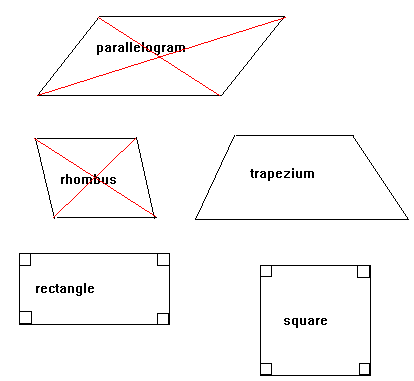 parallelogram
rhombus
trapezium
rectangle
square